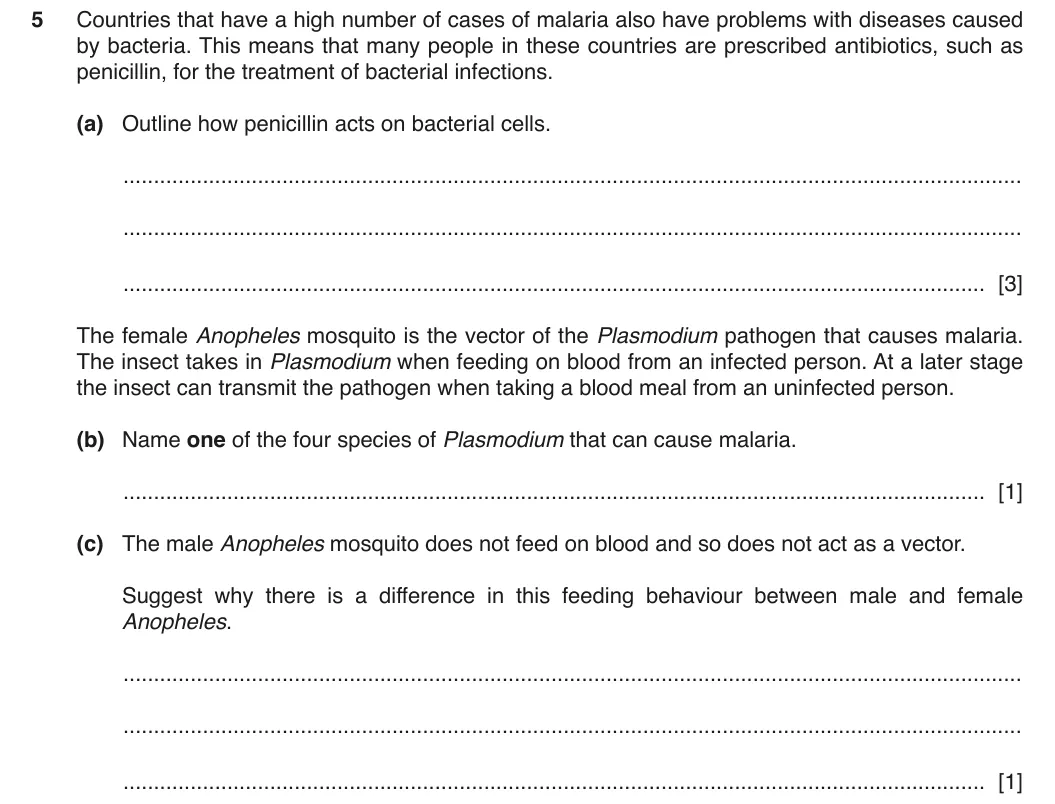 5 Countries that have a high number of cases of malaria also have problems with diseases caused
by bacteria. This means that many people in these countries are prescribed antibiotics, such as
penicillin, for the treatment of bacterial infections.
(a) Outline how penicillin acts on bacterial cells.
..........................................................................................................................................................
..........................................................................................................................................................
.................................................................................................................................................... [3]
The female Anopheles mosquito is the vector of the Plasmodium pathogen that causes malaria.
The insect takes in Plasmodium when feeding on blood from an infected person. At a later stage
the insect can transmit the pathogen when taking a blood meal from an uninfected person.
(b) Name one of the four species of Plasmodium that can cause malaria.
.................................................................................................................................................... [1]
(c) The male Anopheles mosquito does not feed on blood and so does not act as a vector.
Suggest why there is a difference in this feeding behaviour between male and female
Anopheles.
..........................................................................................................................................................
..........................................................................................................................................................
.................................................................................................................................................... [1]